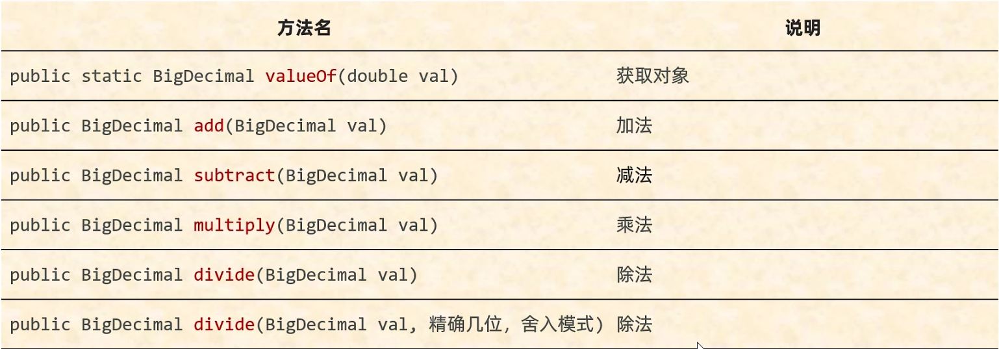 方法名 说明
public static BigDecimal valueOf(double val) 获取对象
public BigDecimal add(BigDecimal val) 加法
public BigDecimal subtract(BigDecimal val) 减法
public BigDecimal multiply(BigDecimal val) 乘法
public BigDecimal divide(BigDecimal val) 除法
public BigDecimal divide(BigDecimal val, 精确几位, 舍入模式) 除法